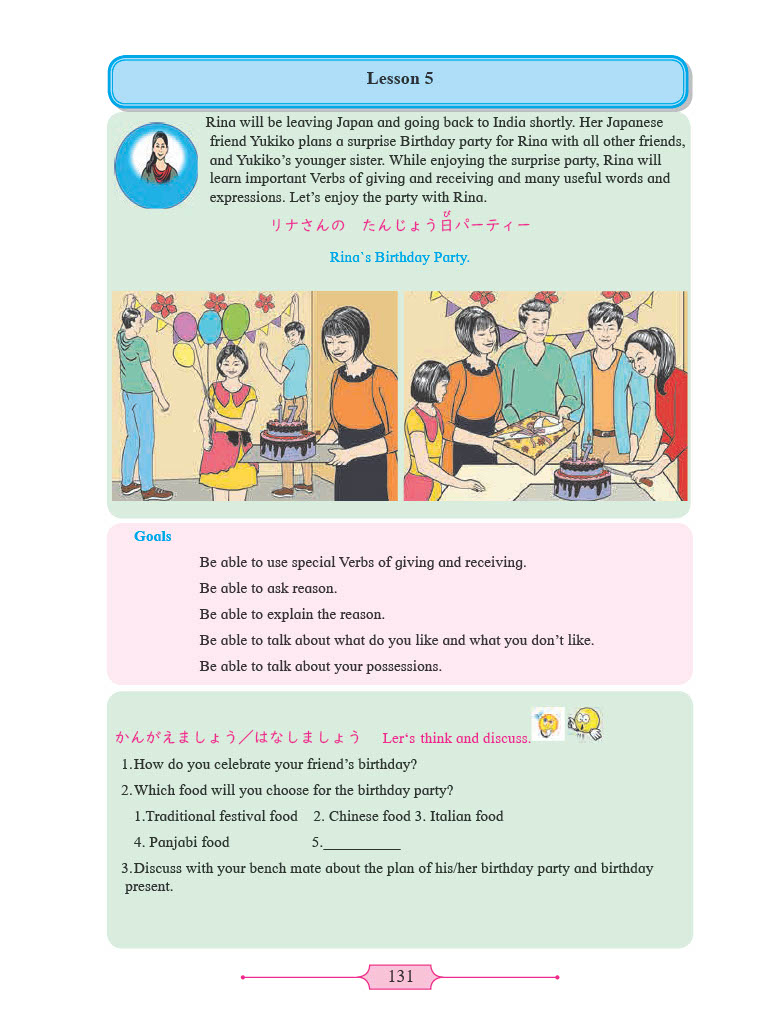 Lesson 5
Rina will be leaving Japan and going back to India shortly. Her Japanese
friend Yukiko plans a surprise Birthday party for Rina with all other friends,
and Yukiko's younger sister. While enjoying the surprise party, Rina will
learn important Verbs of giving and receiving and many useful words and
expressions. Let's enjoy the party with Rina.
び
リナさんの　たんじょう日パーティー
Rina`s Birthday Party.
17
17
Goals
Be able to use special Verbs of giving and receiving.
Be able to ask reason.
Be able to explain the reason.
Be able to talk about what do you like and what you don't like.
Be able to talk about your possessions.
かんがえましょう／はなしましょう Ler‘s think and discuss.
1.How do you celebrate your friend's birthday?
2.Which food will you choose for the birthday party?
1.Traditional festival food 2. Chinese food 3. Italian food
4. Panjabi food 5.__________
3.Discuss with your bench mate about the plan of his/her birthday party and birthday
present.
131